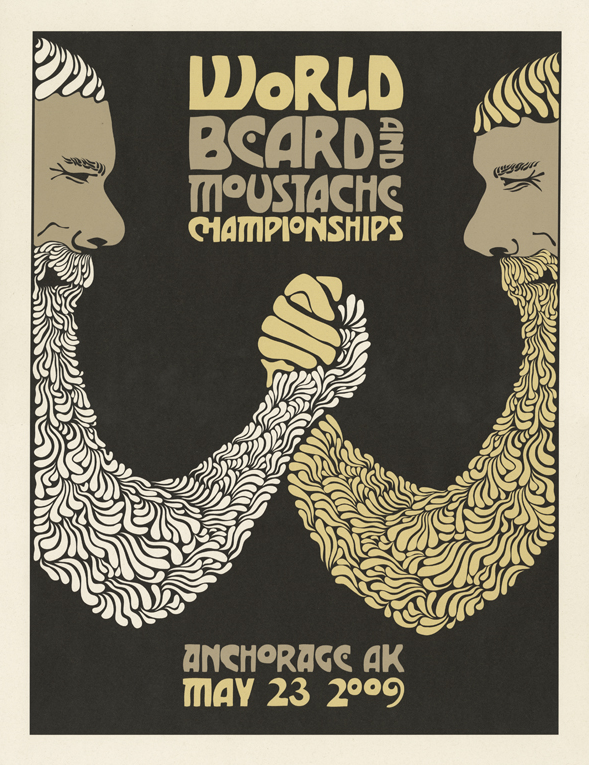 WORLD
BEARD AND
MOUSTACHE
CHAMPIONSHIPS
ANCHORAGE AK
MAY 23 2009